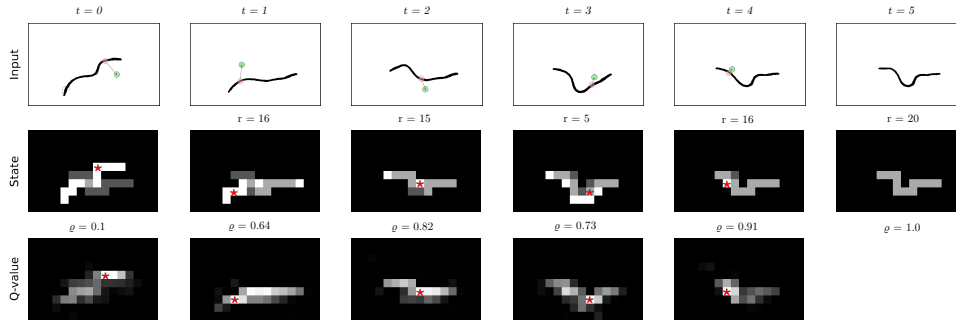 t = 0 t = 1 t = 2 t = 3 t = 4 t = 5
Input
r = 16 r = 15 r = 5 r = 16 r = 20
State
ϱ = 0.1 ϱ = 0.64 ϱ = 0.82 ϱ = 0.73 ϱ = 0.91 ϱ = 1.0
Q-value